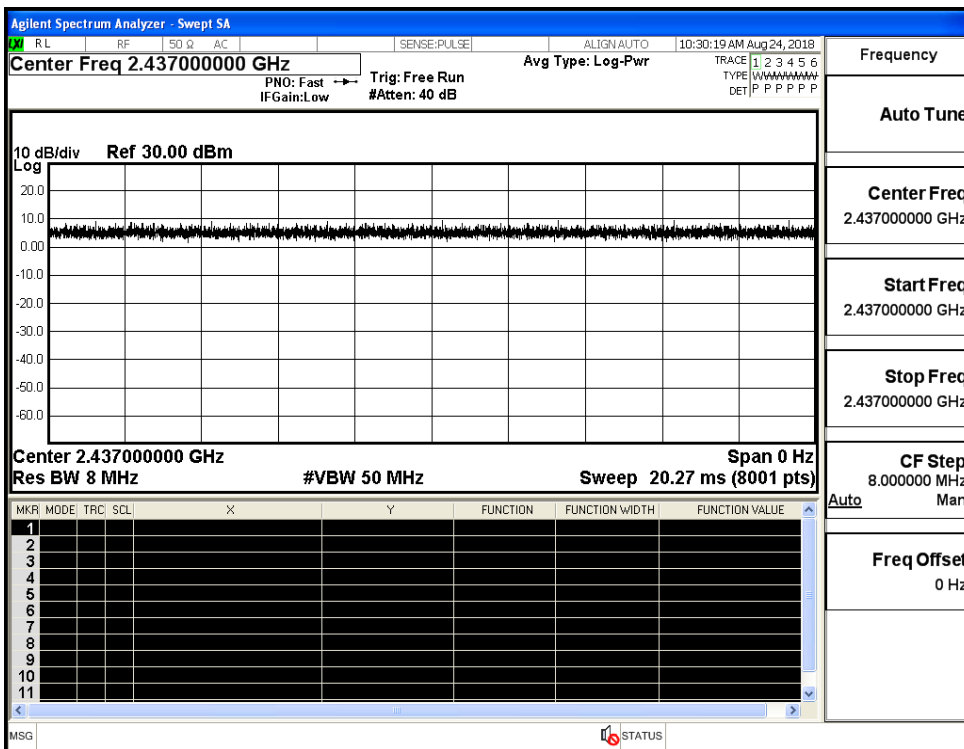 Agilent Spectrum Analyzer - Swept SA
LXI RL RF 50 Ω AC SENSE:PULSE ALIGN AUTO 10:30:19 AM Aug 24, 2018
Center Freq 2.437000000 GHz
PNO: Fast
IFGain:Low
Trig: Free Run
#Atten: 40 dB
Avg Type: Log-Pwr
TRACE 1 2 3 4 5 6
TYPE WWWWWW
DET P P P P P P
10 dB/div Ref 30.00 dBm
Log
20.0
10.0
0.00
-10.0
-20.0
-30.0
-40.0
-50.0
-60.0
Center 2.437000000 GHz Span 0 Hz
Res BW 8 MHz #VBW 50 MHz Sweep 20.27 ms (8001 pts)
MKR MODE TRC SCL X Y FUNCTION FUNCTION WIDTH FUNCTION VALUE
1
2
3
4
5
6
7
8
9
10
11
MSG STATUS
Frequency
Auto Tune
Center Freq
2.437000000 GHz
Start Freq
2.437000000 GHz
Stop Freq
2.437000000 GHz
CF Step
8.000000 MHz
Auto Man
Freq Offset
0 Hz